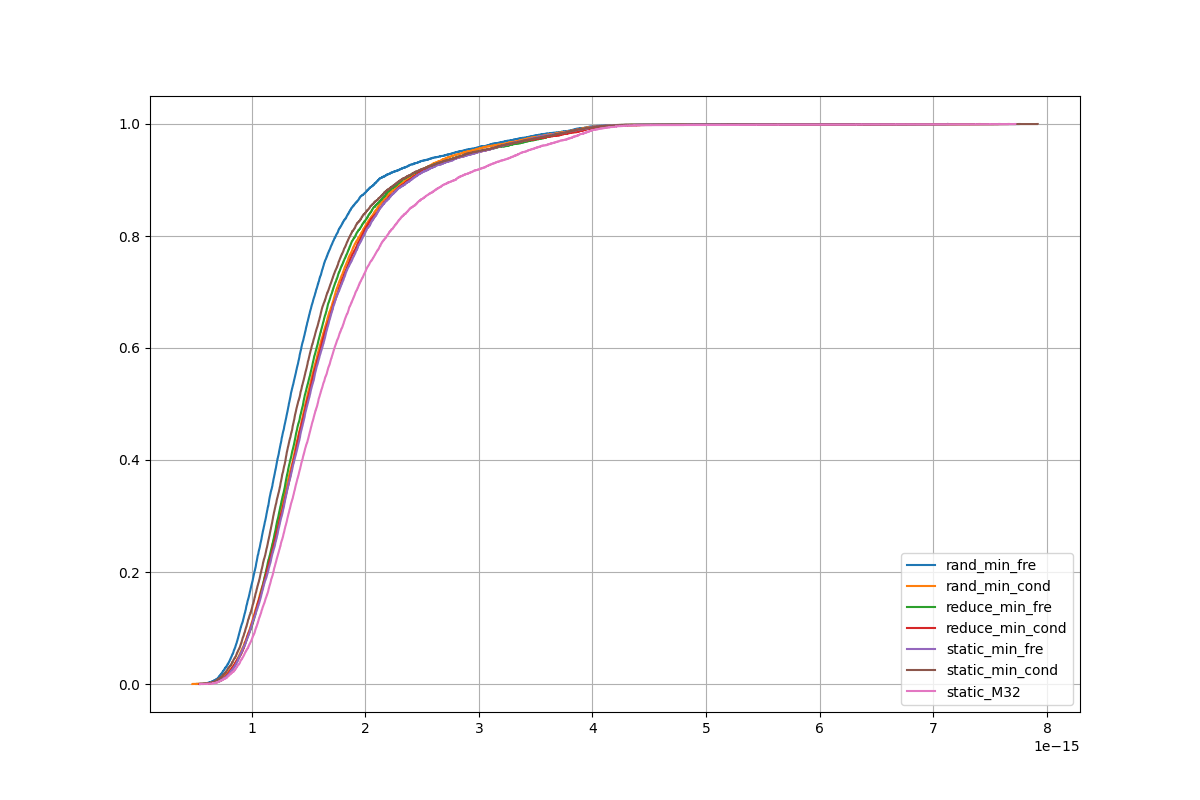 1.0
0.8
0.6
0.4
0.2
0.0
1 2 3 4 5 6 7 8
1e−15
rand_min_fre
rand_min_cond
reduce_min_fre
reduce_min_cond
static_min_fre
static_min_cond
static_M32